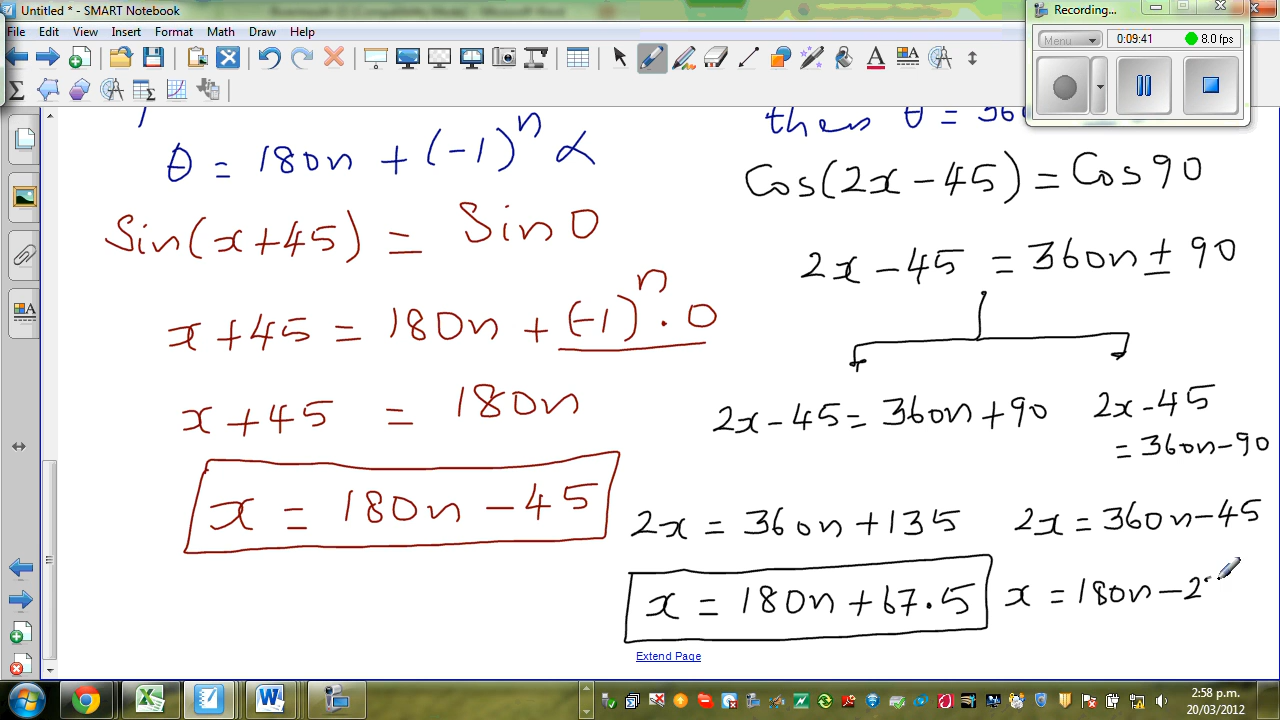 Untitled * - SMART Notebook
Recording...
File Edit View Insert Format Math Draw Help
Menu
0:09:41
8.0 fps
θ = 180n + (-1)^n α
Sin(x+45) = Sin 0
x+45 = 180n + (-1)^n . 0
x+45 = 180n
x = 180n - 45
then θ = 360
Cos(2x - 45) = Cos 90
2x - 45 = 360n ± 90
2x - 45 = 360n + 90
2x - 45
= 360n - 90
2x = 360n + 135
2x = 360n - 45
x = 180n + 67.5
x = 180n - 2
Extend Page
2:58 p.m.
20/03/2012